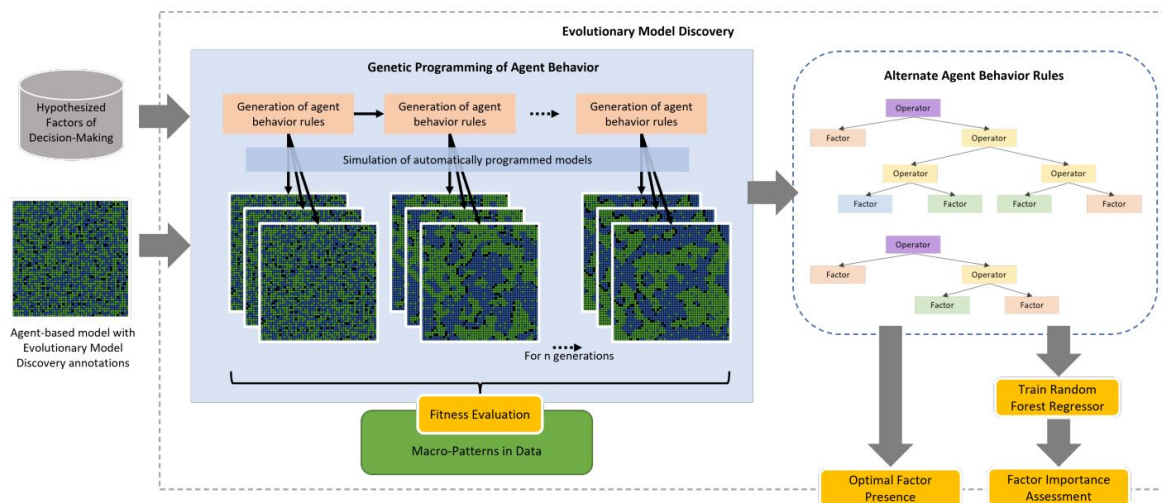 Evolutionary Model Discovery
Hypothesized
Factors of
Decision-Making
Agent-based model with
Evolutionary Model
Discovery annotations
Genetic Programming of Agent Behavior
Generation of agent
behavior rules
Generation of agent
behavior rules
Generation of agent
behavior rules
Simulation of automatically programmed models
For n generations
Fitness Evaluation
Macro-Patterns in Data
Alternate Agent Behavior Rules
Operator
Factor
Operator
Operator
Operator
Factor
Factor
Factor
Factor
Operator
Factor
Operator
Factor
Factor
Train Random
Forest Regressor
Optimal Factor
Presence
Factor Importance
Assessment